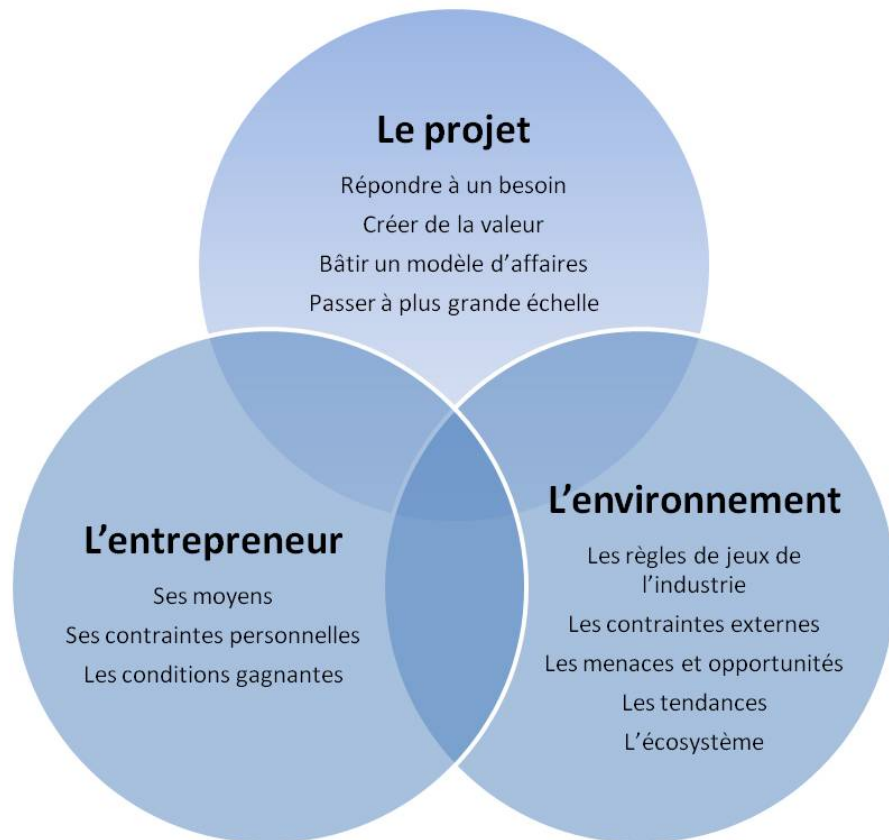 Le projet
Répondre à un besoin
Créer de la valeur
Bâtir un modèle d’affaires
Passer à plus grande échelle
L’entrepreneur
Ses moyens
Ses contraintes personnelles
Les conditions gagnantes
L’environnement
Les règles de jeux de
l’industrie
Les contraintes externes
Les menaces et opportunités
Les tendances
L’écosystème